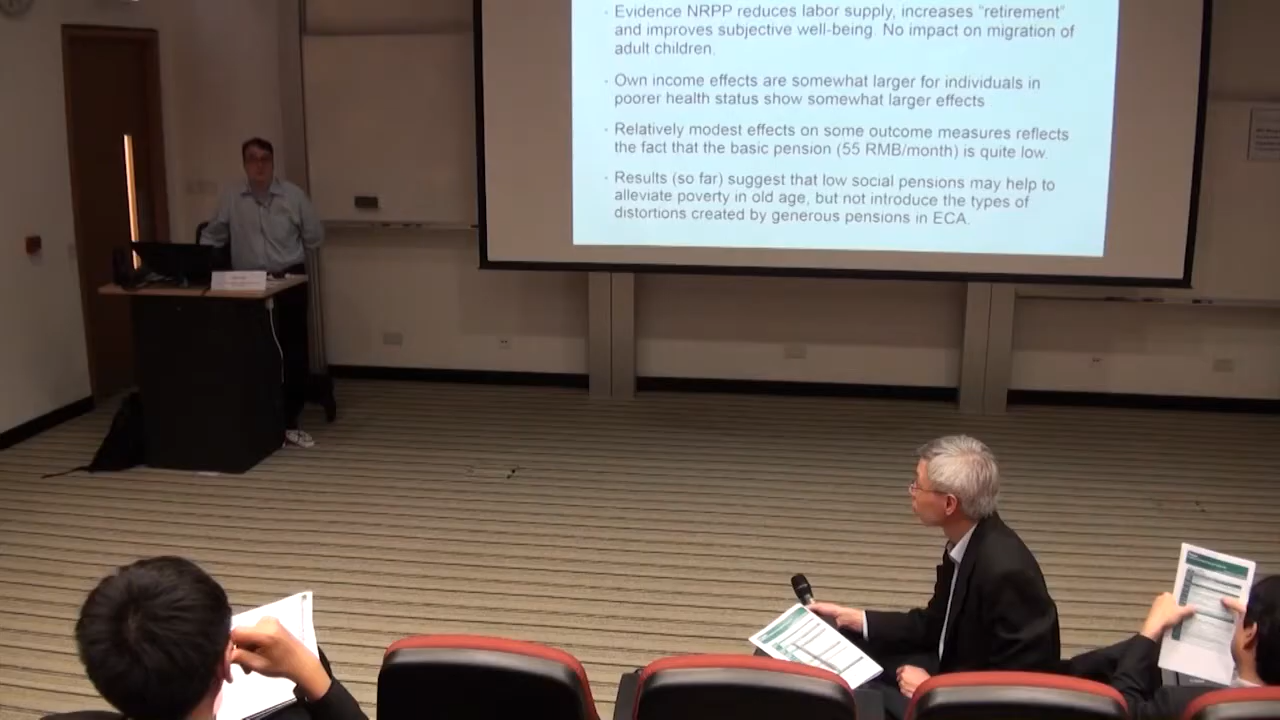 · Evidence NRPP reduces labor supply, increases "retirement"
and improves subjective well-being. No impact on migration of
adult children.
· Own income effects are somewhat larger for individuals in
poorer health status show somewhat larger effects
· Relatively modest effects on some outcome measures reflects
the fact that the basic pension (55 RMB/month) is quite low.
· Results (so far) suggest that low social pensions may help to
alleviate poverty in old age, but not introduce the types of
distortions created by generous pensions in ECA.